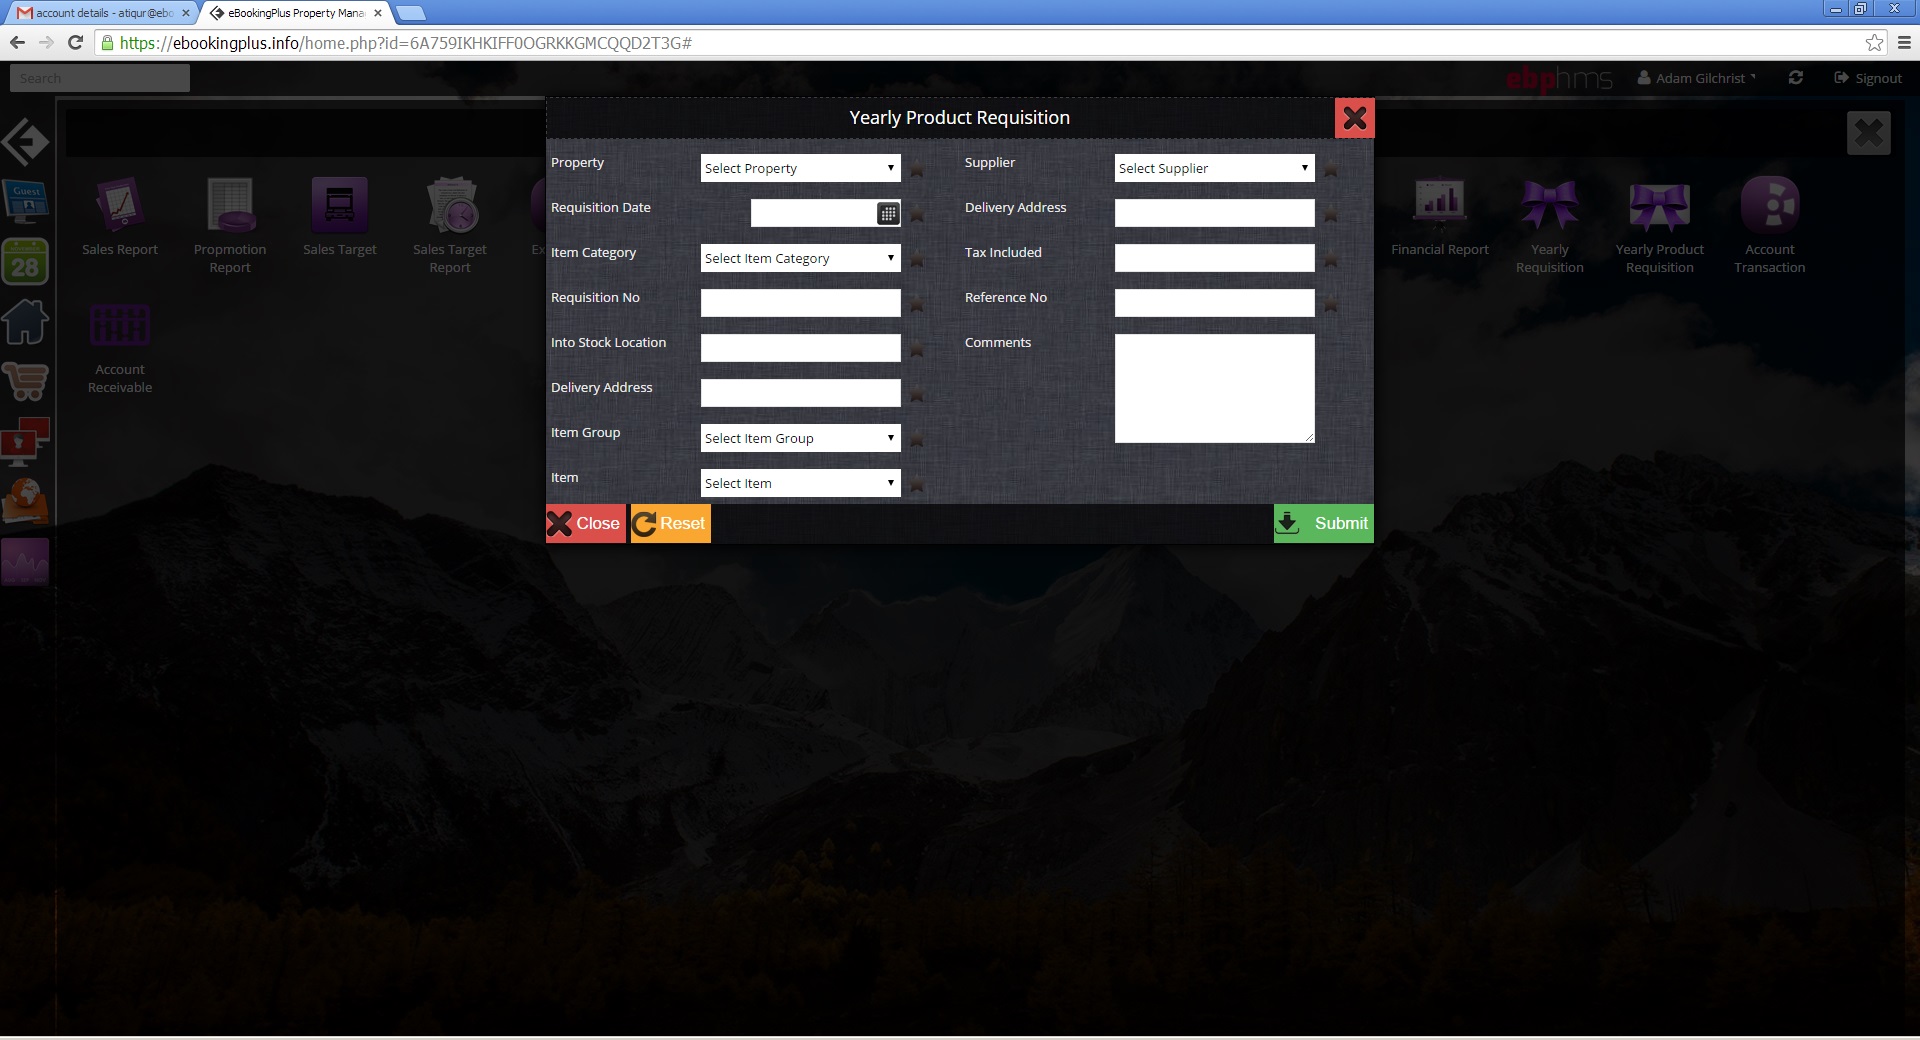 account details - atiqur@ebo
eBookingPlus Property Mana
https://ebookingplus.info/home.php?id=6A759IKHKIFF0OGRKKGMCQQD2T3G#
Search
ebphms
Adam Gilchrist
Signout
Yearly Product Requisition
Property
Select Property
Supplier
Select Supplier
Requisition Date
Delivery Address
Item Category
Select Item Category
Tax Included
Requisition No
Reference No
Into Stock Location
Comments
Delivery Address
Item Group
Select Item Group
Item
Select Item
Close
Reset
Submit
Guest
28
Sales Report
Propmotion
Report
Sales Target
Sales Target
Report
Ex
Financial Report
Yearly
Requisition
Yearly Product
Requisition
Account
Transaction
Account
Receivable